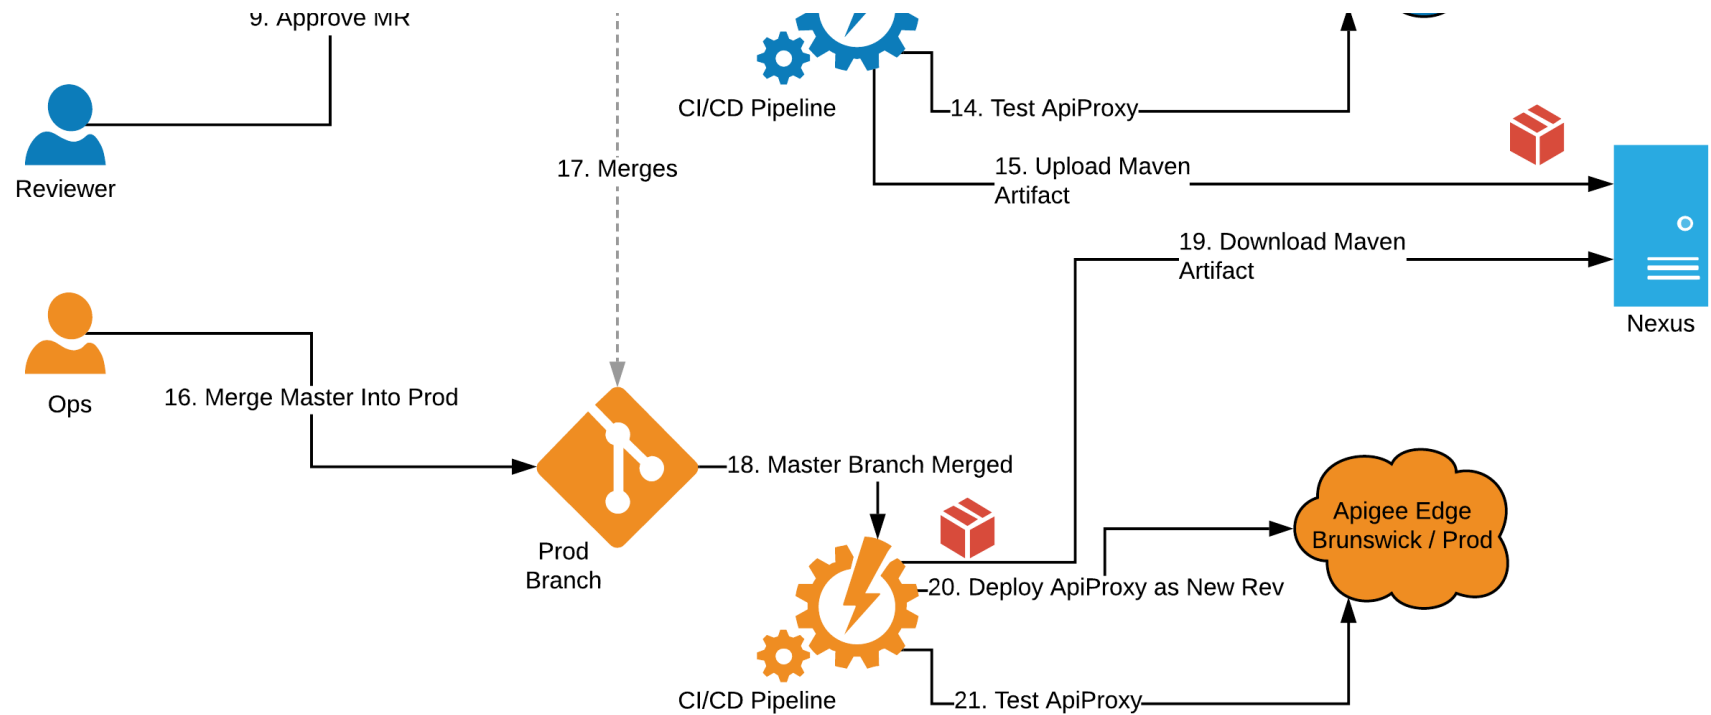 9. Approve MR
CI/CD Pipeline
14. Test ApiProxy
15. Upload Maven
Artifact
17. Merges
Reviewer
19. Download Maven
Artifact
Nexus
Ops
16. Merge Master Into Prod
18. Master Branch Merged
Apigee Edge
Brunswick / Prod
Prod
Branch
20. Deploy ApiProxy as New Rev
CI/CD Pipeline
21. Test ApiProxy